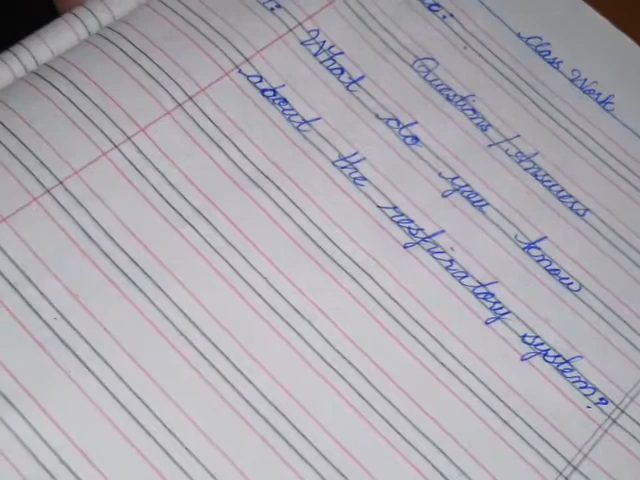 Class Work
Questions / Answers
What do you know
about the respiratory system?